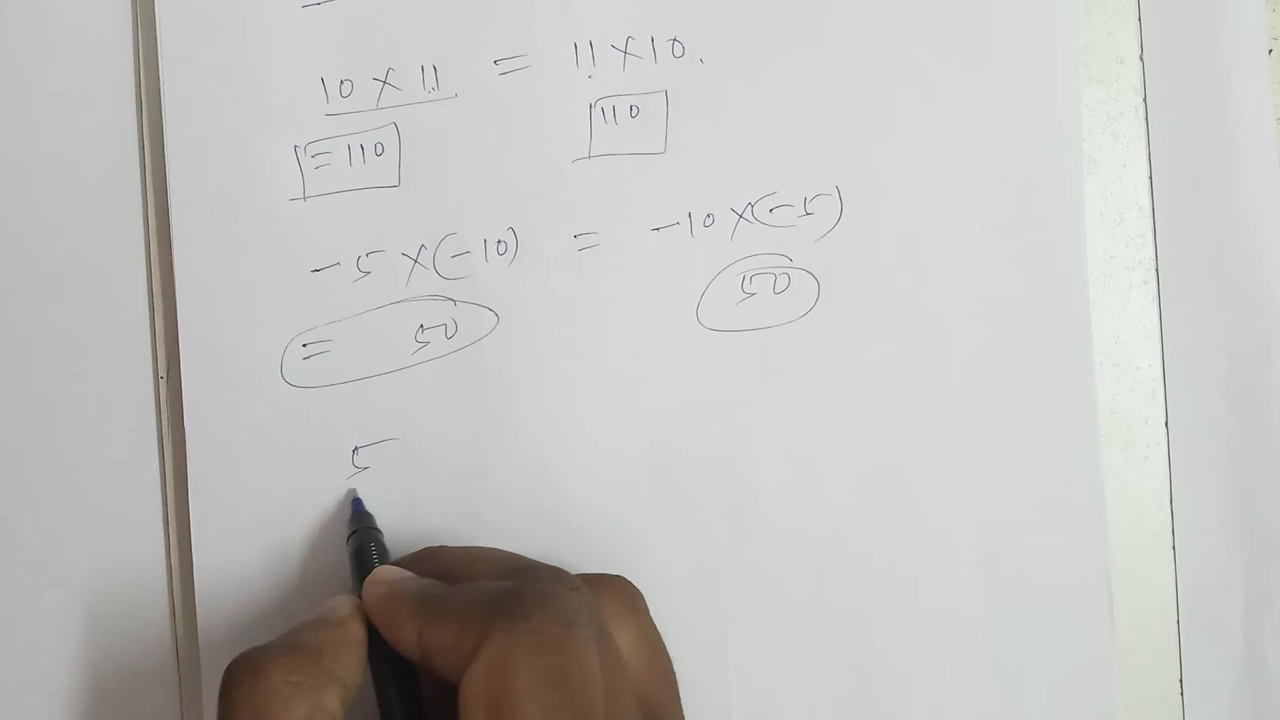 10 × 11 = 11 × 10.
= 110 110
-5 × (-10) = -10 × (-5)
= 50 50
5